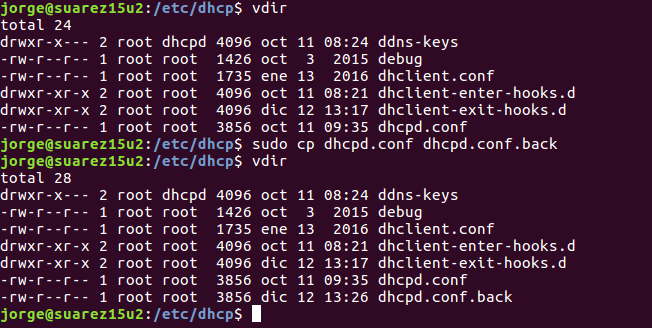 jorge@suarez15u2:/etc/dhcp$ vdir
total 24
drwxr-x--- 2 root dhcpd 4096 oct 11 08:24 ddns-keys
-rw-r--r-- 1 root root  1426 oct  3  2015 debug
-rw-r--r-- 1 root root  1735 ene 13  2016 dhclient.conf
drwxr-xr-x 2 root root  4096 oct 11 08:21 dhclient-enter-hooks.d
drwxr-xr-x 2 root root  4096 dic 12 13:17 dhclient-exit-hooks.d
-rw-r--r-- 1 root root  3856 oct 11 09:35 dhcpd.conf
jorge@suarez15u2:/etc/dhcp$ sudo cp dhcpd.conf dhcpd.conf.back
jorge@suarez15u2:/etc/dhcp$ vdir
total 28
drwxr-x--- 2 root dhcpd 4096 oct 11 08:24 ddns-keys
-rw-r--r-- 1 root root  1426 oct  3  2015 debug
-rw-r--r-- 1 root root  1735 ene 13  2016 dhclient.conf
drwxr-xr-x 2 root root  4096 oct 11 08:21 dhclient-enter-hooks.d
drwxr-xr-x 2 root root  4096 dic 12 13:17 dhclient-exit-hooks.d
-rw-r--r-- 1 root root  3856 oct 11 09:35 dhcpd.conf
-rw-r--r-- 1 root root  3856 dic 12 13:26 dhcpd.conf.back
jorge@suarez15u2:/etc/dhcp$